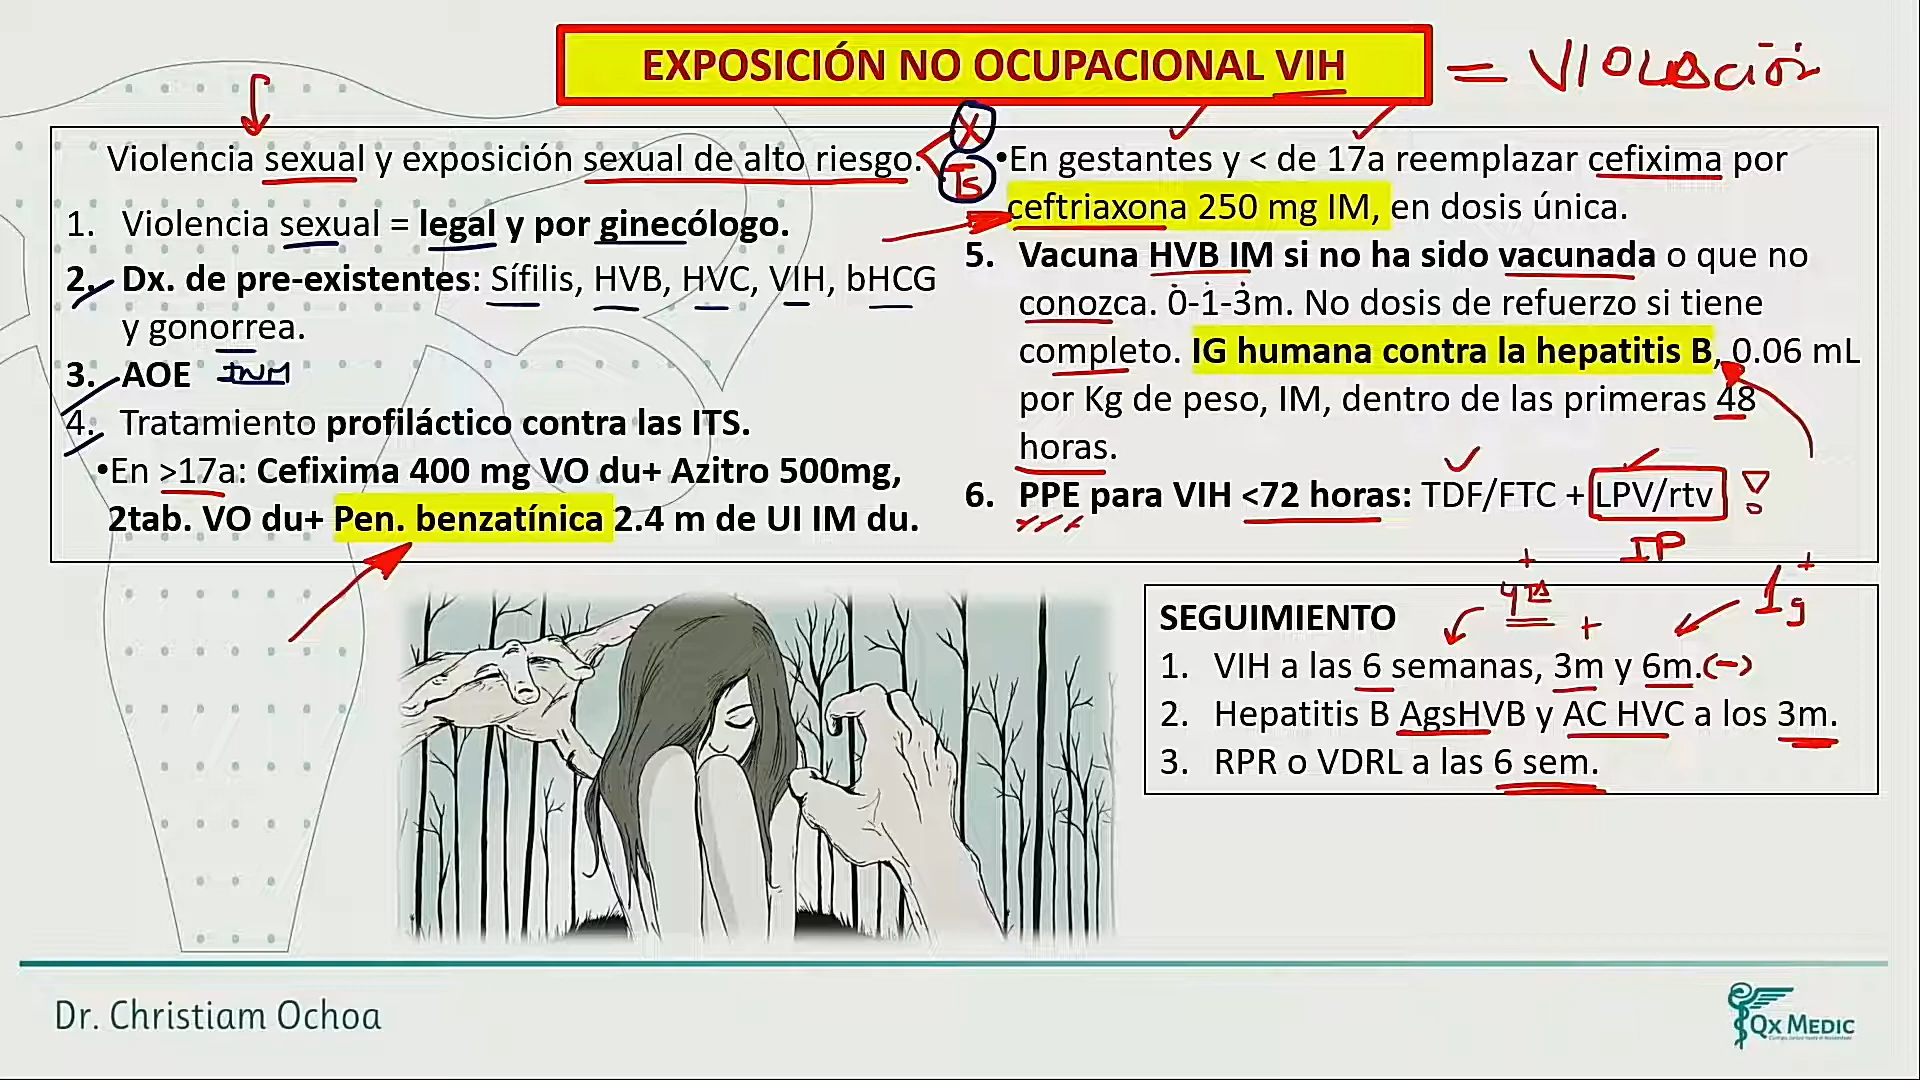 EXPOSICIÓN NO OCUPACIONAL VIH = VIOLACIÓN
Violencia sexual y exposición sexual de alto riesgo.
X
TS
1. Violencia sexual = legal y por ginecólogo.
2. Dx. de pre-existentes: Sífilis, HVB, HVC, VIH, bHCG
y gonorrea.
3. AOE
4. Tratamiento profiláctico contra las ITS.
•En >17a: Cefixima 400 mg VO du+ Azitro 500mg,
2tab. VO du+ Pen. benzatínica 2.4 m de UI IM du.
•En gestantes y < de 17a reemplazar cefixima por
ceftriaxona 250 mg IM, en dosis única.
5. Vacuna HVB IM si no ha sido vacunada o que no
conozca. 0-1-3m. No dosis de refuerzo si tiene
completo. IG humana contra la hepatitis B, 0.06 mL
por Kg de peso, IM, dentro de las primeras 48
horas.
6. PPE para VIH <72 horas: TDF/FTC + LPV/rtv
IP
SEGUIMIENTO
4ta
1g
1. VIH a las 6 semanas, 3m y 6m.(-)
2. Hepatitis B AgsHVB y AC HVC a los 3m.
3. RPR o VDRL a las 6 sem.
Dr. Christiam Ochoa
Qx MEDIC